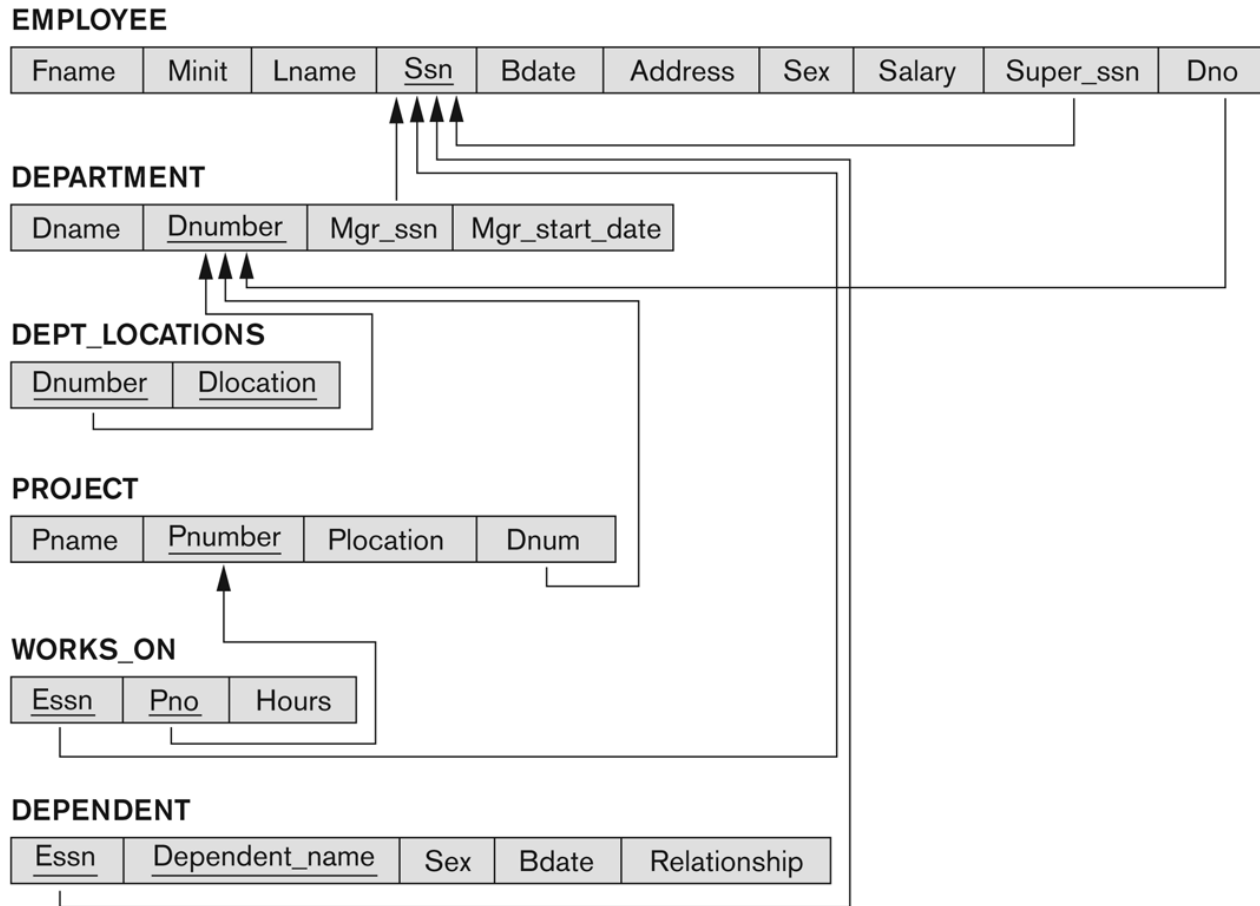 EMPLOYEE
Fname Minit Lname Ssn Bdate Address Sex Salary Super_ssn Dno
DEPARTMENT
Dname Dnumber Mgr_ssn Mgr_start_date
DEPT_LOCATIONS
Dnumber Dlocation
PROJECT
Pname Pnumber Plocation Dnum
WORKS_ON
Essn Pno Hours
DEPENDENT
Essn Dependent_name Sex Bdate Relationship